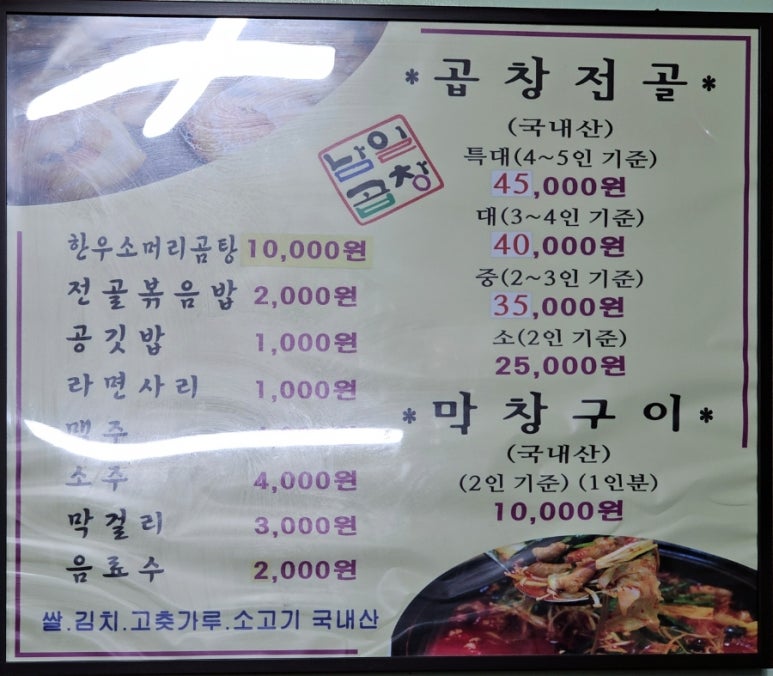 남일
곱창
한우소머리곰탕 10,000원
전골볶음밥 2,000원
공깃밥 1,000원
라면사리 1,000원
맥주
소주 4,000원
막걸리 3,000원
음료수 2,000원
쌀.김치.고춧가루.소고기 국내산
*곱창전골*
(국내산)
특대(4~5인 기준)
45,000원
대(3~4인 기준)
40,000원
중(2~3인 기준)
35,000원
소(2인 기준)
25,000원
*막창구이*
(국내산)
(2인 기준) (1인분)
10,000원